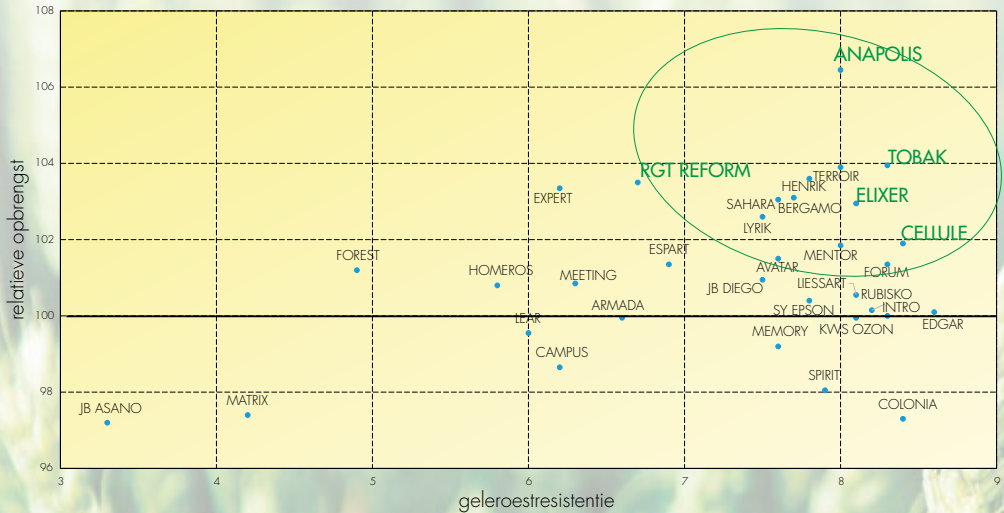 108
ANAPOLIS
106
104
TOBAK
RGT REFORM
TERROIR
HENRIK
ELIXER
EXPERT
SAHARA
BERGAMO
LYRIK
102
CELLULE
FOREST
ESPART
MENTOR
HOMEROS
MEETING
AVATAR
FORUM
JB DIEGO
LIESSART
RUBISKO
ARMADA
SY EPSON
INTRO
100
LEAR
MEMORY
KWS OZON
EDGAR
CAMPUS
SPIRIT
98
JB ASANO
MATRIX
COLONIA
96
3
4
5
6
7
8
9
relatieve opbrengst
geleroestresistentie